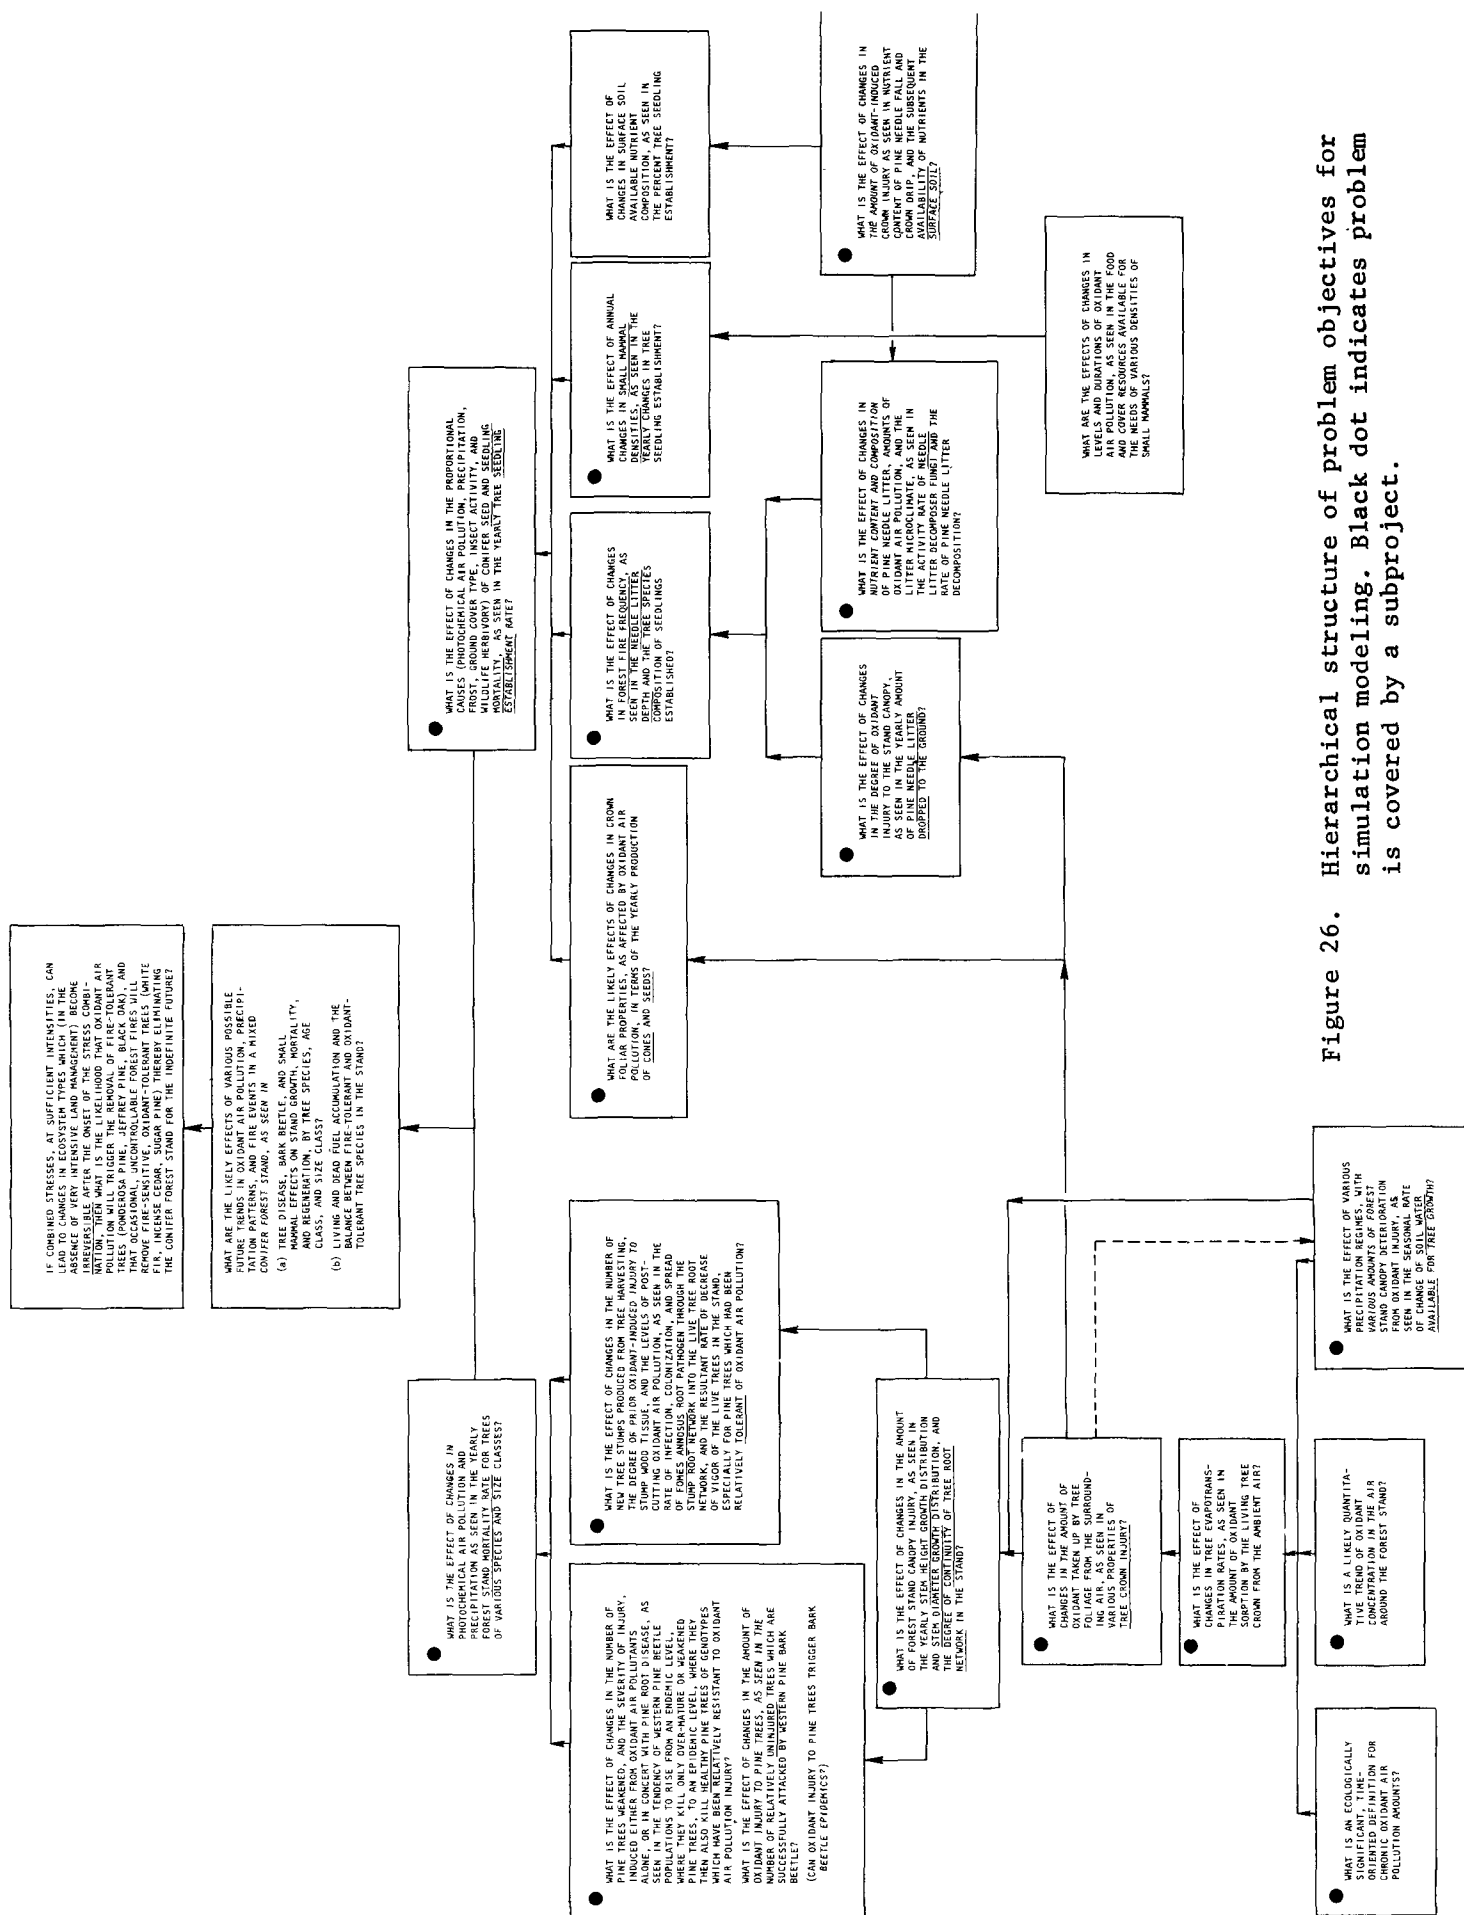 IF COMBINED STRESSES, AT SUFFICIENT INTENSITIES, CAN
LEAD TO CHANGES IN ECOSYSTEM TYPES WHICH (IN THE
ABSENCE OF VERY INTENSIVE LAND MANAGEMENT) BECOME
IRREVERSIBLE AFTER THE ONSET OF THE STRESS COMBI-
NATION, THEN WHAT IS THE LIKELIHOOD THAT OXIDANT AIR
POLLUTION WILL TRIGGER THE REMOVAL OF FIRE-TOLERANT
TREES (PONDEROSA PINE, JEFFREY PINE, BLACK OAK), AND
THAT OCCASIONAL, UNCONTROLLABLE FOREST FIRES WILL
REMOVE FIRE-SENSITIVE, OXIDANT-TOLERANT TREES (WHITE
FIR, INCENSE CEDAR, SUGAR PINE) THEREBY ELIMINATING
THE CONIFER FOREST STAND FOR THE INDEFINITE FUTURE?
WHAT ARE THE LIKELY EFFECTS OF VARIOUS POSSIBLE
FUTURE TRENDS IN OXIDANT AIR POLLUTION, PRECIPI-
TATION PATTERNS, AND FIRE EVENTS IN A MIXED
CONIFER FOREST STAND, AS SEEN IN
(a) TREE DISEASE, BARK BEETLE, AND SMALL
MAMMAL EFFECTS ON STAND GROWTH, MORTALITY,
AND REGENERATION, BY TREE SPECIES, AGE
CLASS, AND SIZE CLASS?
(b) LIVING AND DEAD FUEL ACCUMULATION AND THE
BALANCE BETWEEN FIRE-TOLERANT AND OXIDANT-
TOLERANT TREE SPECIES IN THE STAND?
WHAT IS THE EFFECT OF CHANGES IN
PHOTOCHEMICAL AIR POLLUTION AND
PRECIPITATION AS SEEN IN THE YEARLY
FOREST STAND MORTALITY RATE FOR TREES
OF VARIOUS SPECIES AND SIZE CLASSES?
WHAT IS THE EFFECT OF CHANGES IN THE PROPORTIONAL
CAUSES (PHOTOCHEMICAL AIR POLLUTION, PRECIPITATION,
FROST, GROUND COVER TYPE, INSECT ACTIVITY, AND
WILDLIFE HERBIVORY) OF CONIFER SEED AND SEEDLING
MORTALITY, AS SEEN IN THE YEARLY TREE SEEDLING
ESTABLISHMENT RATE?
WHAT IS THE EFFECT OF CHANGES IN THE NUMBER OF
PINE TREES WEAKENED, AND THE SEVERITY OF INJURY,
INDUCED EITHER FROM OXIDANT AIR POLLUTANTS
ALONE, OR IN CONCERT WITH PINE ROOT DISEASE, AS
SEEN IN THE TENDENCY OF WESTERN PINE BEETLE
POPULATIONS TO RISE FROM AN ENDEMIC LEVEL,
WHERE THEY KILL ONLY OVER-MATURE OR WEAKENED
PINE TREES, TO AN EPIDEMIC LEVEL, WHERE THEY
THEN ALSO KILL HEALTHY PINE TREES OF GENOTYPES
WHICH HAVE BEEN RELATIVELY RESISTANT TO OXIDANT
AIR POLLUTION INJURY?
WHAT IS THE EFFECT OF CHANGES IN THE AMOUNT OF
OXIDANT INJURY TO PINE TREES, AS SEEN IN THE
NUMBER OF RELATIVELY UNINJURED TREES WHICH ARE
SUCCESSFULLY ATTACKED BY WESTERN PINE BARK
BEETLE?
(CAN OXIDANT INJURY TO PINE TREES TRIGGER BARK
BEETLE EPIDEMICS?)
WHAT IS THE EFFECT OF CHANGES IN THE NUMBER OF
NEW TREE STUMPS PRODUCED FROM TREE HARVESTING,
THE DEGREE OF PRIOR OXIDANT-INDUCED INJURY TO
STUMP WOOD TISSUE, AND THE LEVELS OF POST-
CUTTING OXIDANT AIR POLLUTION, AS SEEN IN THE
RATE OF INFECTION, COLONIZATION, AND SPREAD
OF FOMES ANNOSUS ROOT PATHOGEN THROUGH THE
STUMP ROOT NETWORK INTO THE LIVE TREE ROOT
NETWORK, AND THE RESULTANT RATE OF DECREASE
OF VIGOR OF THE LIVE TREES IN THE STAND,
ESPECIALLY FOR PINE TREES WHICH HAD BEEN
RELATIVELY TOLERANT OF OXIDANT AIR POLLUTION?
WHAT ARE THE LIKELY EFFECTS OF CHANGES IN CROWN
FOLIAR PROPERTIES, AS AFFECTED BY OXIDANT AIR
POLLUTION, IN TERMS OF THE YEARLY PRODUCTION
OF CONES AND SEEDS?
WHAT IS THE EFFECT OF CHANGES
IN FOREST FIRE FREQUENCY, AS
SEEN IN THE NEEDLE LITTER
DEPTH AND THE TREE SPECIES
COMPOSITION OF SEEDLINGS
ESTABLISHED?
WHAT IS THE EFFECT OF ANNUAL
CHANGES IN SMALL MAMMAL
DENSITIES, AS SEEN IN THE
YEARLY CHANGES IN TREE
SEEDLING ESTABLISHMENT?
WHAT IS THE EFFECT OF
CHANGES IN SURFACE SOIL
AVAILABLE NUTRIENT
COMPOSITION, AS SEEN IN
THE PERCENT TREE SEEDLING
ESTABLISHMENT?
WHAT IS THE EFFECT OF CHANGES IN THE AMOUNT
OF FOREST STAND CANOPY INJURY, AS SEEN IN
THE YEARLY STEM HEIGHT GROWTH DISTRIBUTION
AND STEM DIAMETER GROWTH DISTRIBUTION, AND
THE DEGREE OF CONTINUITY OF TREE ROOT
NETWORK IN THE STAND?
WHAT IS THE EFFECT OF CHANGES
IN THE DEGREE OF OXIDANT
INJURY TO THE STAND CANOPY,
AS SEEN IN THE YEARLY AMOUNT
OF PINE NEEDLE LITTER
DROPPED TO THE GROUND?
WHAT IS THE EFFECT OF CHANGES IN
NUTRIENT CONTENT AND COMPOSITION
OF PINE NEEDLE LITTER, AMOUNTS OF
OXIDANT AIR POLLUTION, AND THE
LITTER MICROCLIMATE, AS SEEN IN
THE ACTIVITY RATE OF NEEDLE
LITTER DECOMPOSER FUNGI AND THE
RATE OF PINE NEEDLE LITTER
DECOMPOSITION?
WHAT IS THE EFFECT OF CHANGES IN
THE AMOUNT OF OXIDANT-INDUCED
CROWN INJURY AS SEEN IN NUTRIENT
CONTENT OF PINE NEEDLE FALL AND
CROWN DRIP, AND THE SUBSEQUENT
AVAILABILITY OF NUTRIENTS IN THE
SURFACE SOIL?
WHAT IS THE EFFECT OF
CHANGES IN THE AMOUNT OF
OXIDANT TAKEN UP BY TREE
FOLIAGE FROM THE SURROUND-
ING AIR, AS SEEN IN
VARIOUS PROPERTIES OF
TREE CROWN INJURY?
WHAT ARE THE EFFECTS OF CHANGES IN
LEVELS AND DURATIONS OF OXIDANT
AIR POLLUTION, AS SEEN IN THE FOOD
AND COVER RESOURCES AVAILABLE FOR
THE NEEDS OF VARIOUS DENSITIES OF
SMALL MAMMALS?
WHAT IS THE EFFECT OF
CHANGES IN TREE EVAPOTRANS-
PIRATION RATES, AS SEEN IN
THE AMOUNT OF OXIDANT
SORPTION BY THE LIVING TREE
CROWN FROM THE AMBIENT AIR?
WHAT IS AN ECOLOGICALLY
SIGNIFICANT, TIME-
ORIENTED DEFINITION FOR
CHRONIC OXIDANT AIR
POLLUTION AMOUNTS?
WHAT IS A LIKELY QUANTITA-
TIVE TREND OF OXIDANT
CONCENTRATION IN THE AIR
AROUND THE FOREST STAND?
WHAT IS THE EFFECT OF VARIOUS
PRECIPITATION REGIMES, WITH
VARIOUS AMOUNTS OF FOREST
STAND CANOPY DETERIORATION
FROM OXIDANT INJURY, AS
SEEN IN THE SEASONAL RATE
OF CHANGE OF SOIL WATER
AVAILABLE FOR TREE GROWTH?
Figure 26. Hierarchical structure of problem objectives for
simulation modeling. Black dot indicates problem
is covered by a subproject.